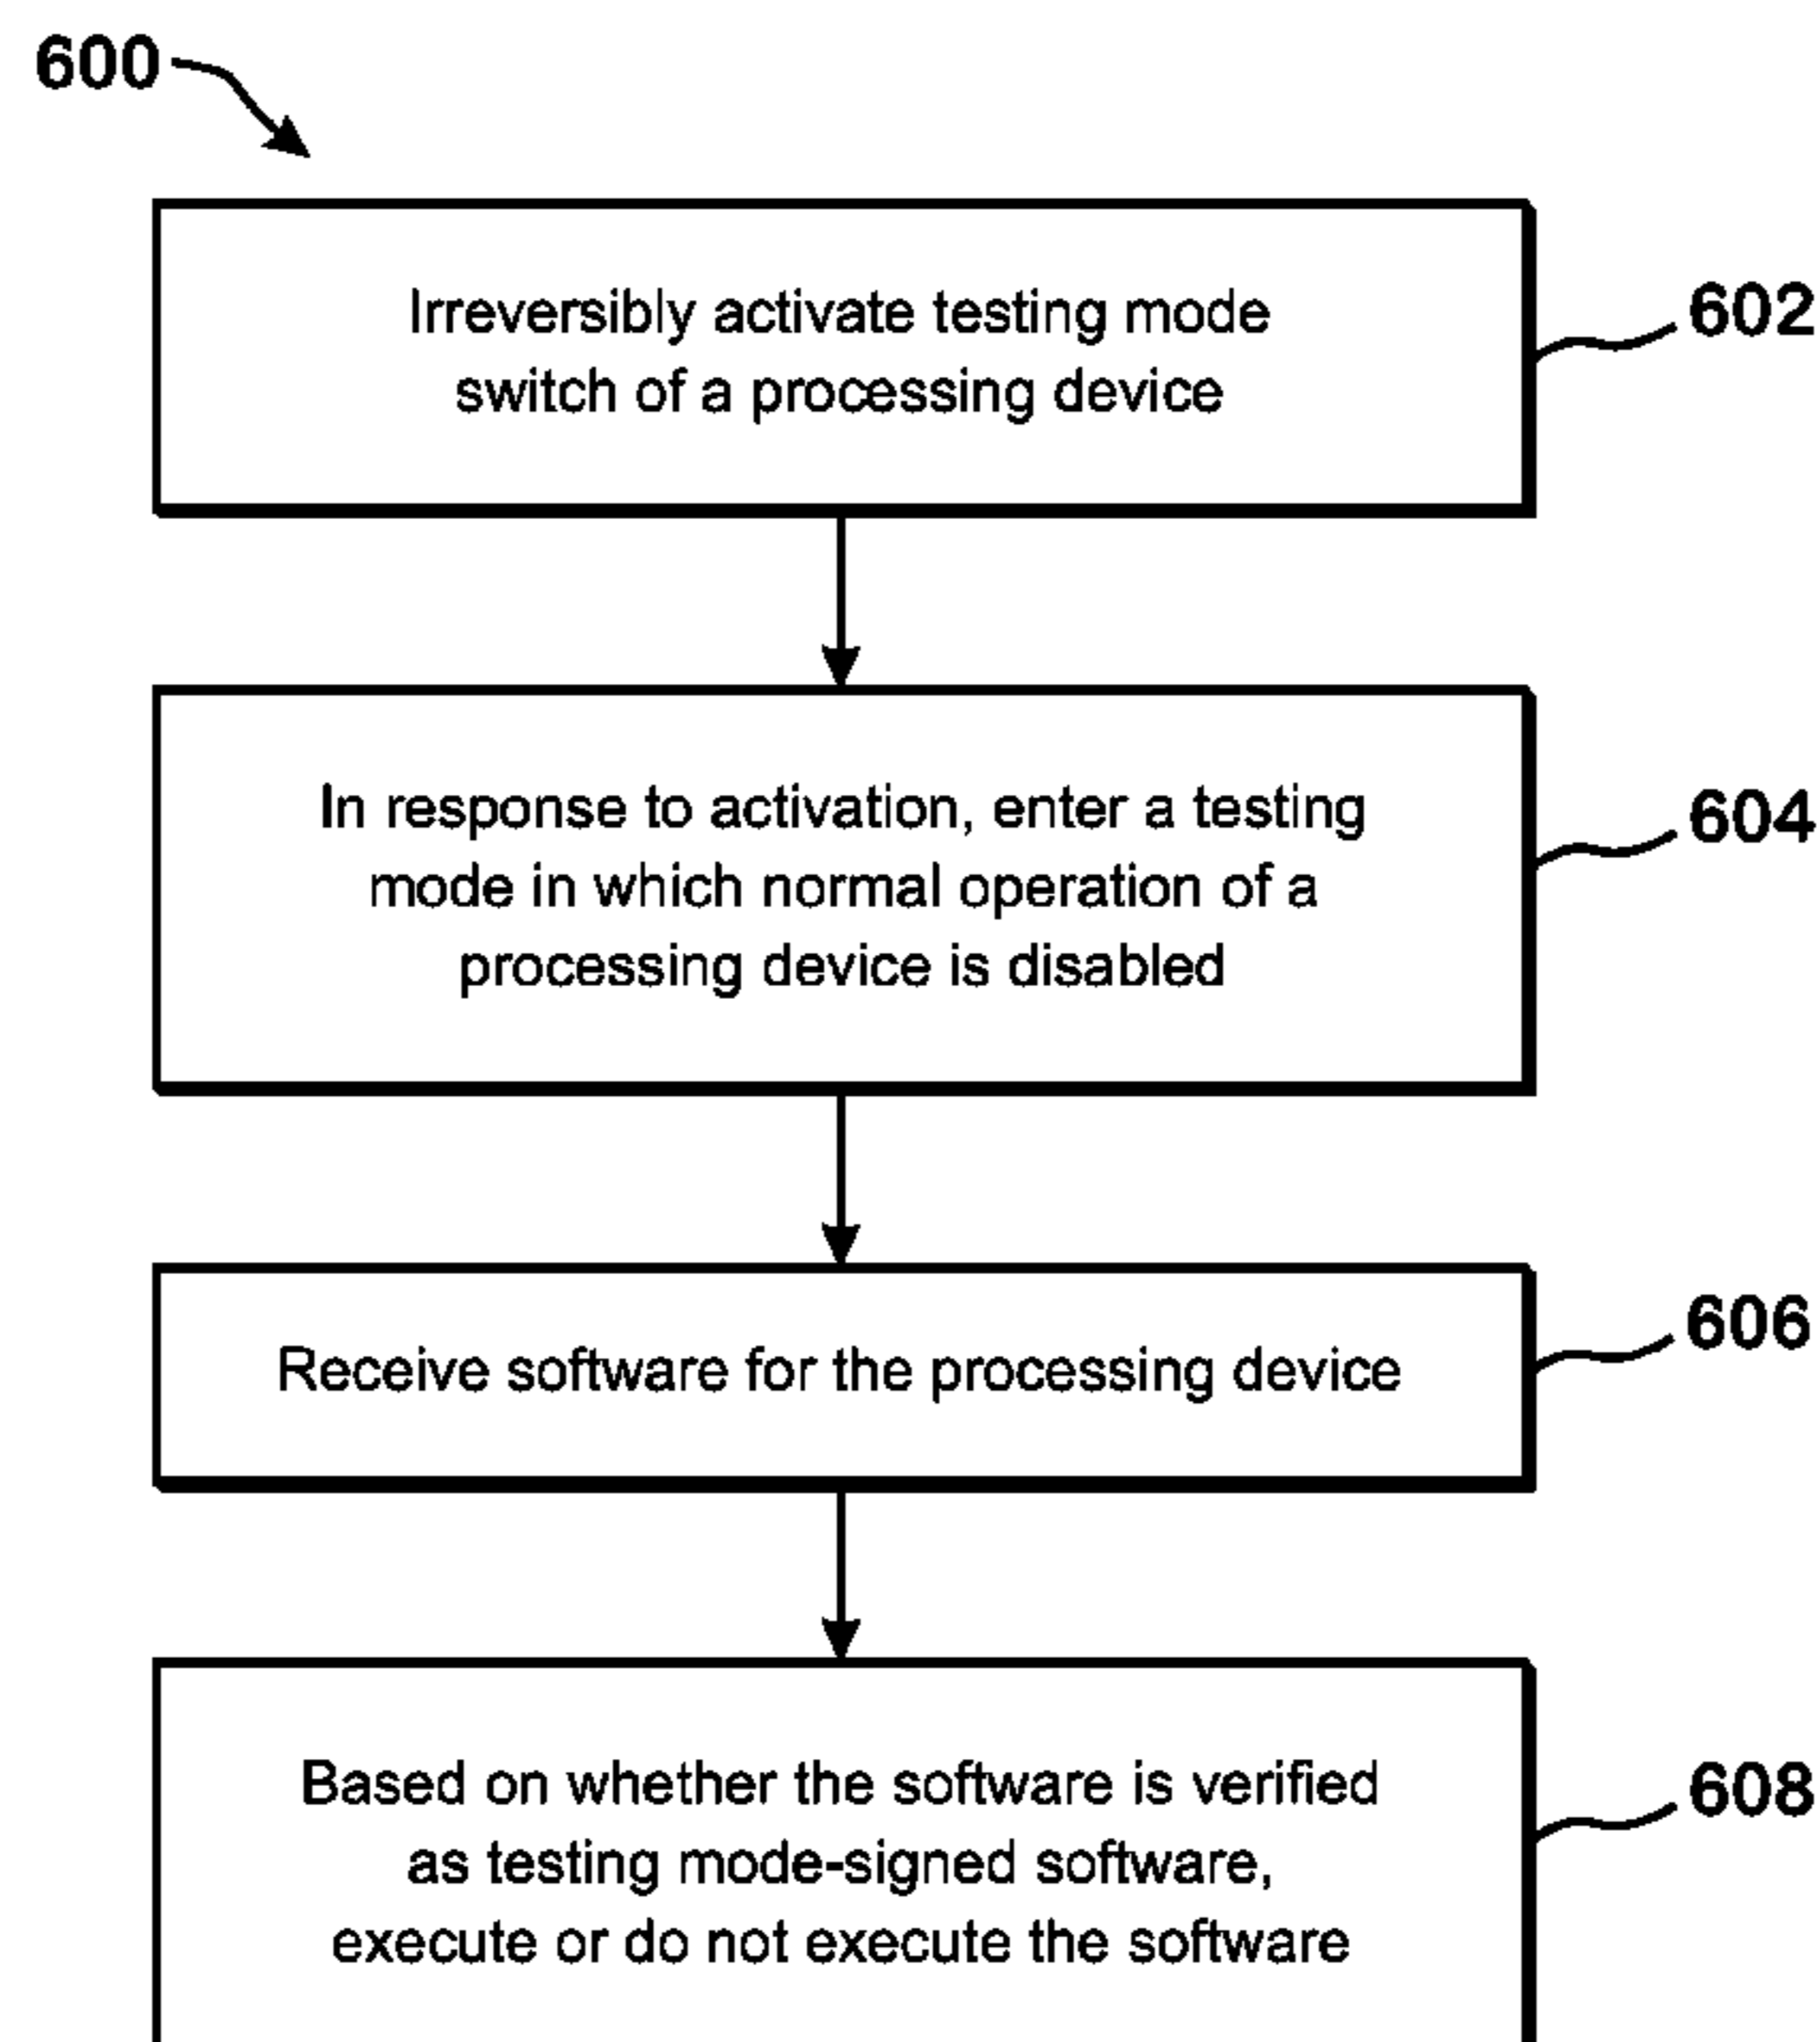 600
Irreversibly activate testing mode
switch of a processing device
602
In response to activation, enter a testing
mode in which normal operation of a
processing device is disabled
604
Receive software for the processing device
606
Based on whether the software is verified
as testing mode-signed software,
execute or do not execute the software
608